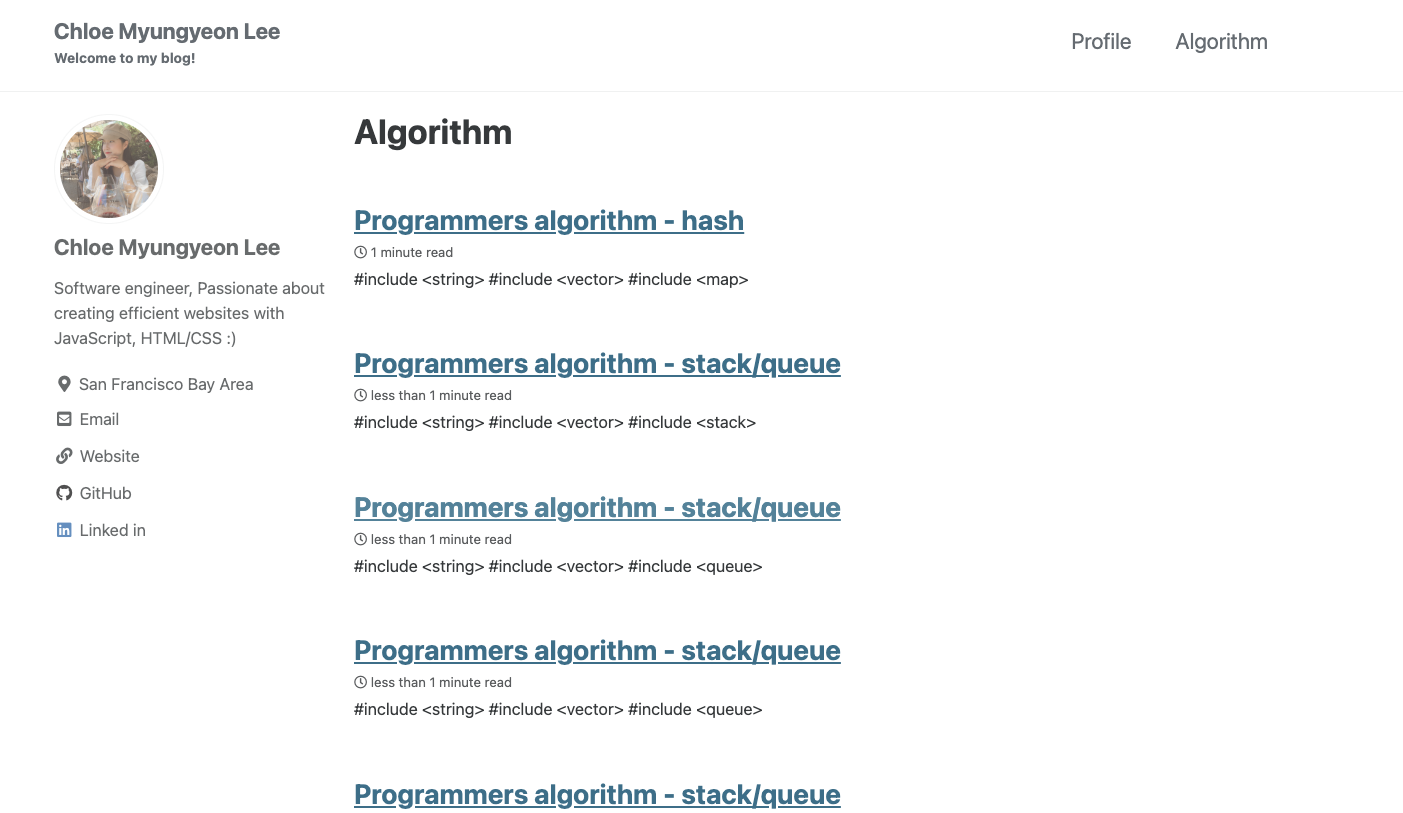 Chloe Myungyeon Lee
Welcome to my blog!
Profile
Algorithm
Chloe Myungyeon Lee
Software engineer, Passionate about
creating efficient websites with
JavaScript, HTML/CSS :)
San Francisco Bay Area
Email
Website
GitHub
Linked in
Algorithm
Programmers algorithm - hash
1 minute read
#include <string> #include <vector> #include <map>
Programmers algorithm - stack/queue
less than 1 minute read
#include <string> #include <vector> #include <stack>
Programmers algorithm - stack/queue
less than 1 minute read
#include <string> #include <vector> #include <queue>
Programmers algorithm - stack/queue
less than 1 minute read
#include <string> #include <vector> #include <queue>
Programmers algorithm - stack/queue